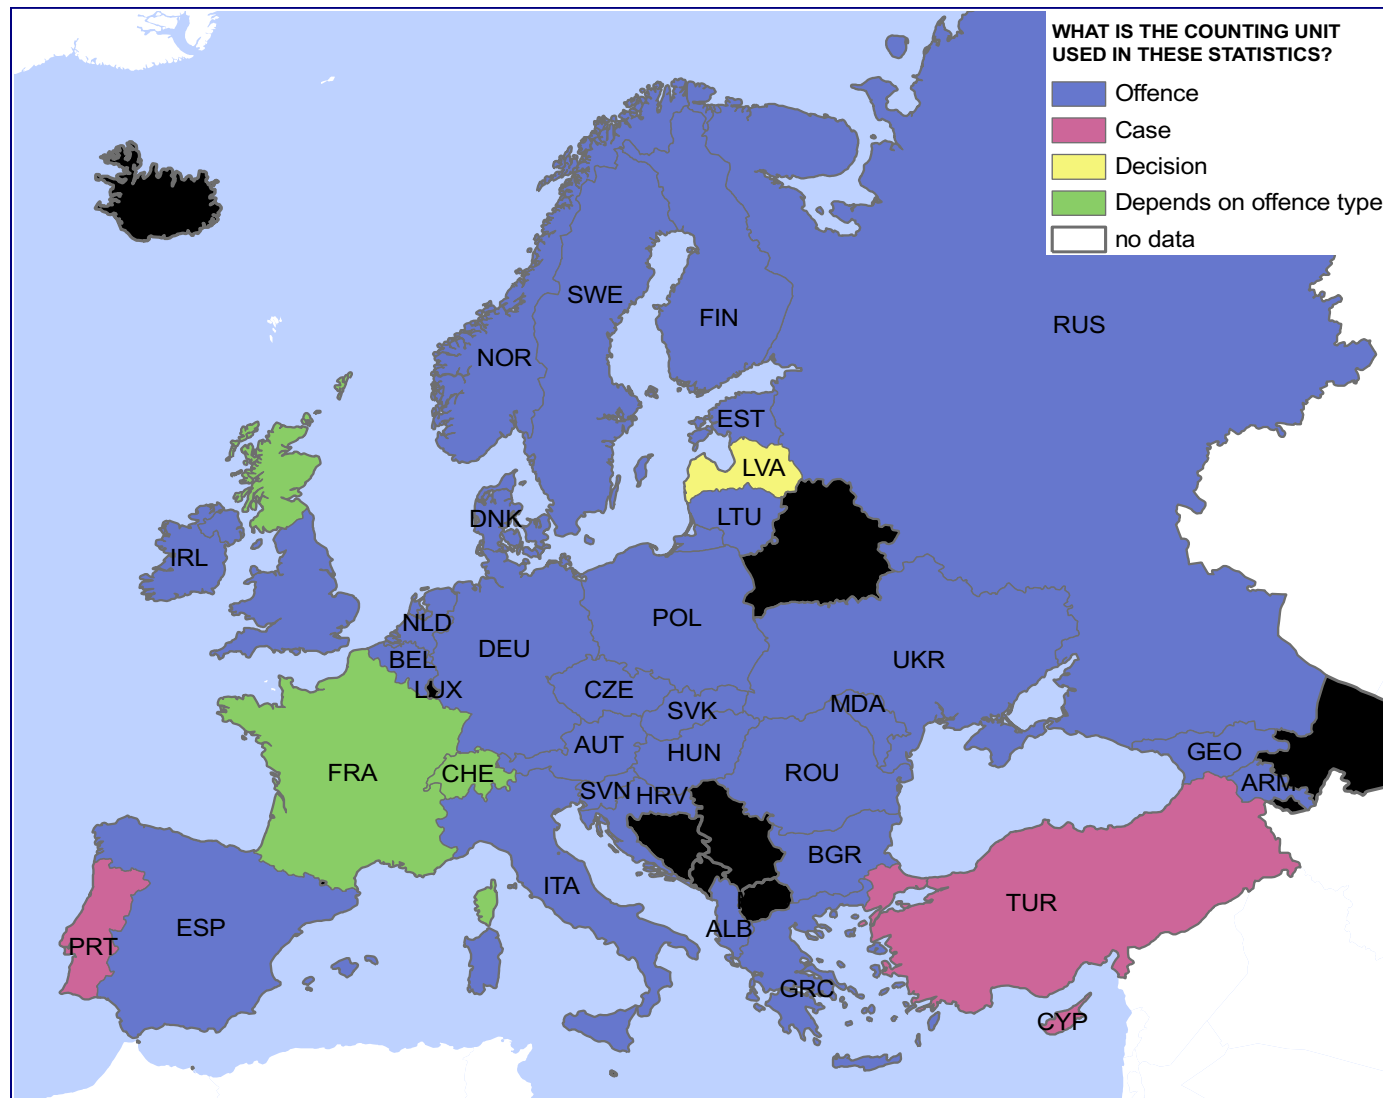 WHAT IS THE COUNTING UNIT
USED IN THESE STATISTICS?
Offence
Case
Decision
Depends on offence type
no data
SWE
FIN
RUS
NOR
EST
LVA
DNK
LTU
IRL
POL
NLD
DEU
BEL
UKR
LUX
CZE
MDA
SVK
AUT
HUN
GEO
FRA
CHE
ROU
ARM
SVN
HRV
BGR
ITA
TUR
ESP
ALB
PRT
GRC
CYP